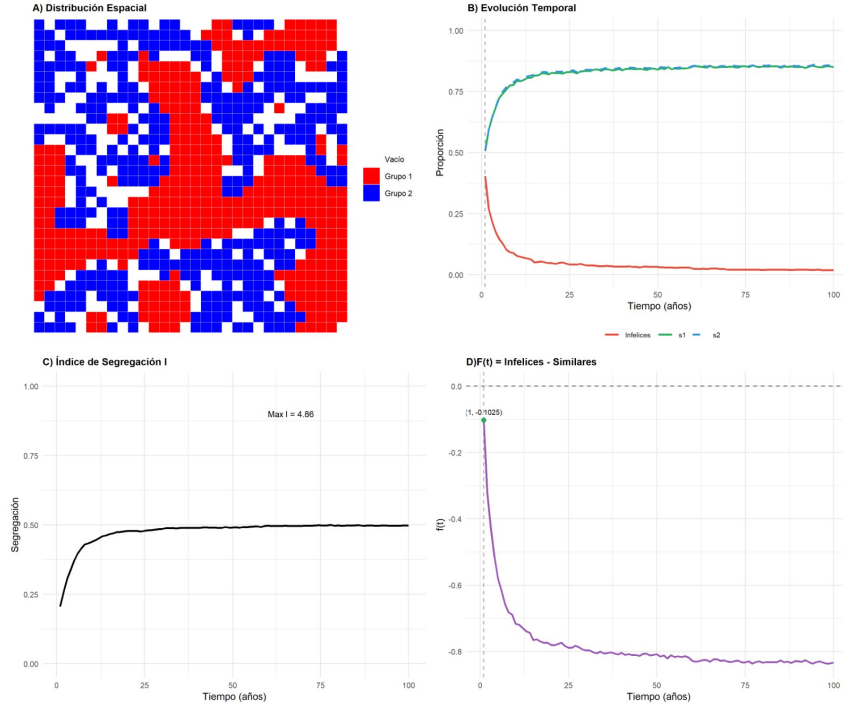 A) Distribución Espacial
Vacío
Grupo 1
Grupo 2
B) Evolución Temporal
Proporción
1.00
0.75
0.50
0.25
0.00
0
25
50
75
100
Tiempo (años)
Infelices
s1
s2
C) Índice de Segregación I
Segregación
1.00
0.75
0.50
0.25
0.00
Max I = 4.86
0
25
50
75
100
Tiempo (años)
D)F(t) = Infelices - Similares
f(t)
0.0
-0.2
-0.4
-0.6
-0.8
(1, -0.1025)
0
25
50
75
100
Tiempo (años)